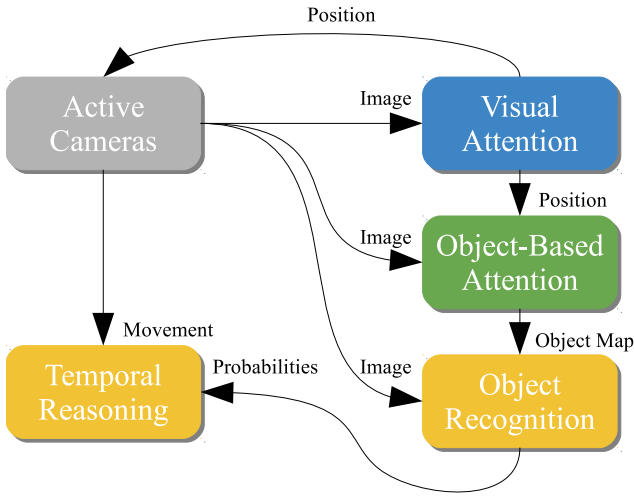 Position
Active
Cameras
Image
Visual
Attention
Position
Image
Object-Based
Attention
Movement
Object Map
Temporal
Reasoning
Probabilities
Image
Object
Recognition